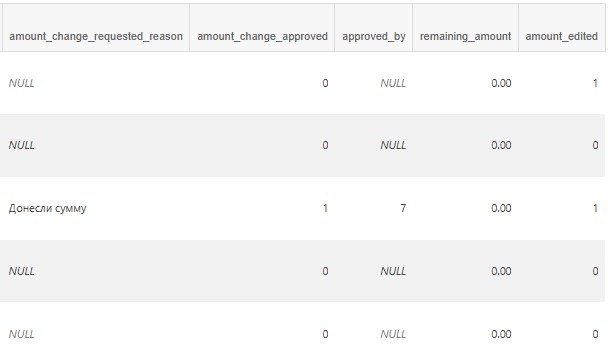 amount_change_requested_reason amount_change_approved approved_by remaining_amount amount_edited
NULL 0 NULL 0.00 1
NULL 0 NULL 0.00 0
Донесли сумму 1 7 0.00 1
NULL 0 NULL 0.00 0
NULL 0 NULL 0.00 0